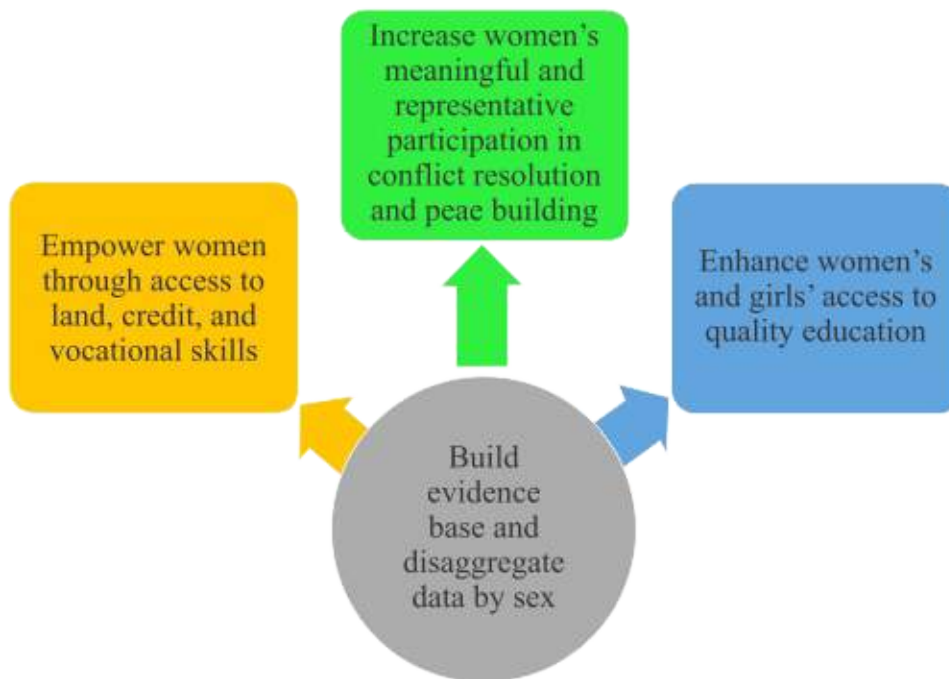 Increase women’s
meaningful and
representative
participation in
conflict resolution
and peae building
Empower women
through access to
land, credit, and
vocational skills
Enhance women’s
and girls’ access to
quality education
Build
evidence
base and
disaggregate
data by sex